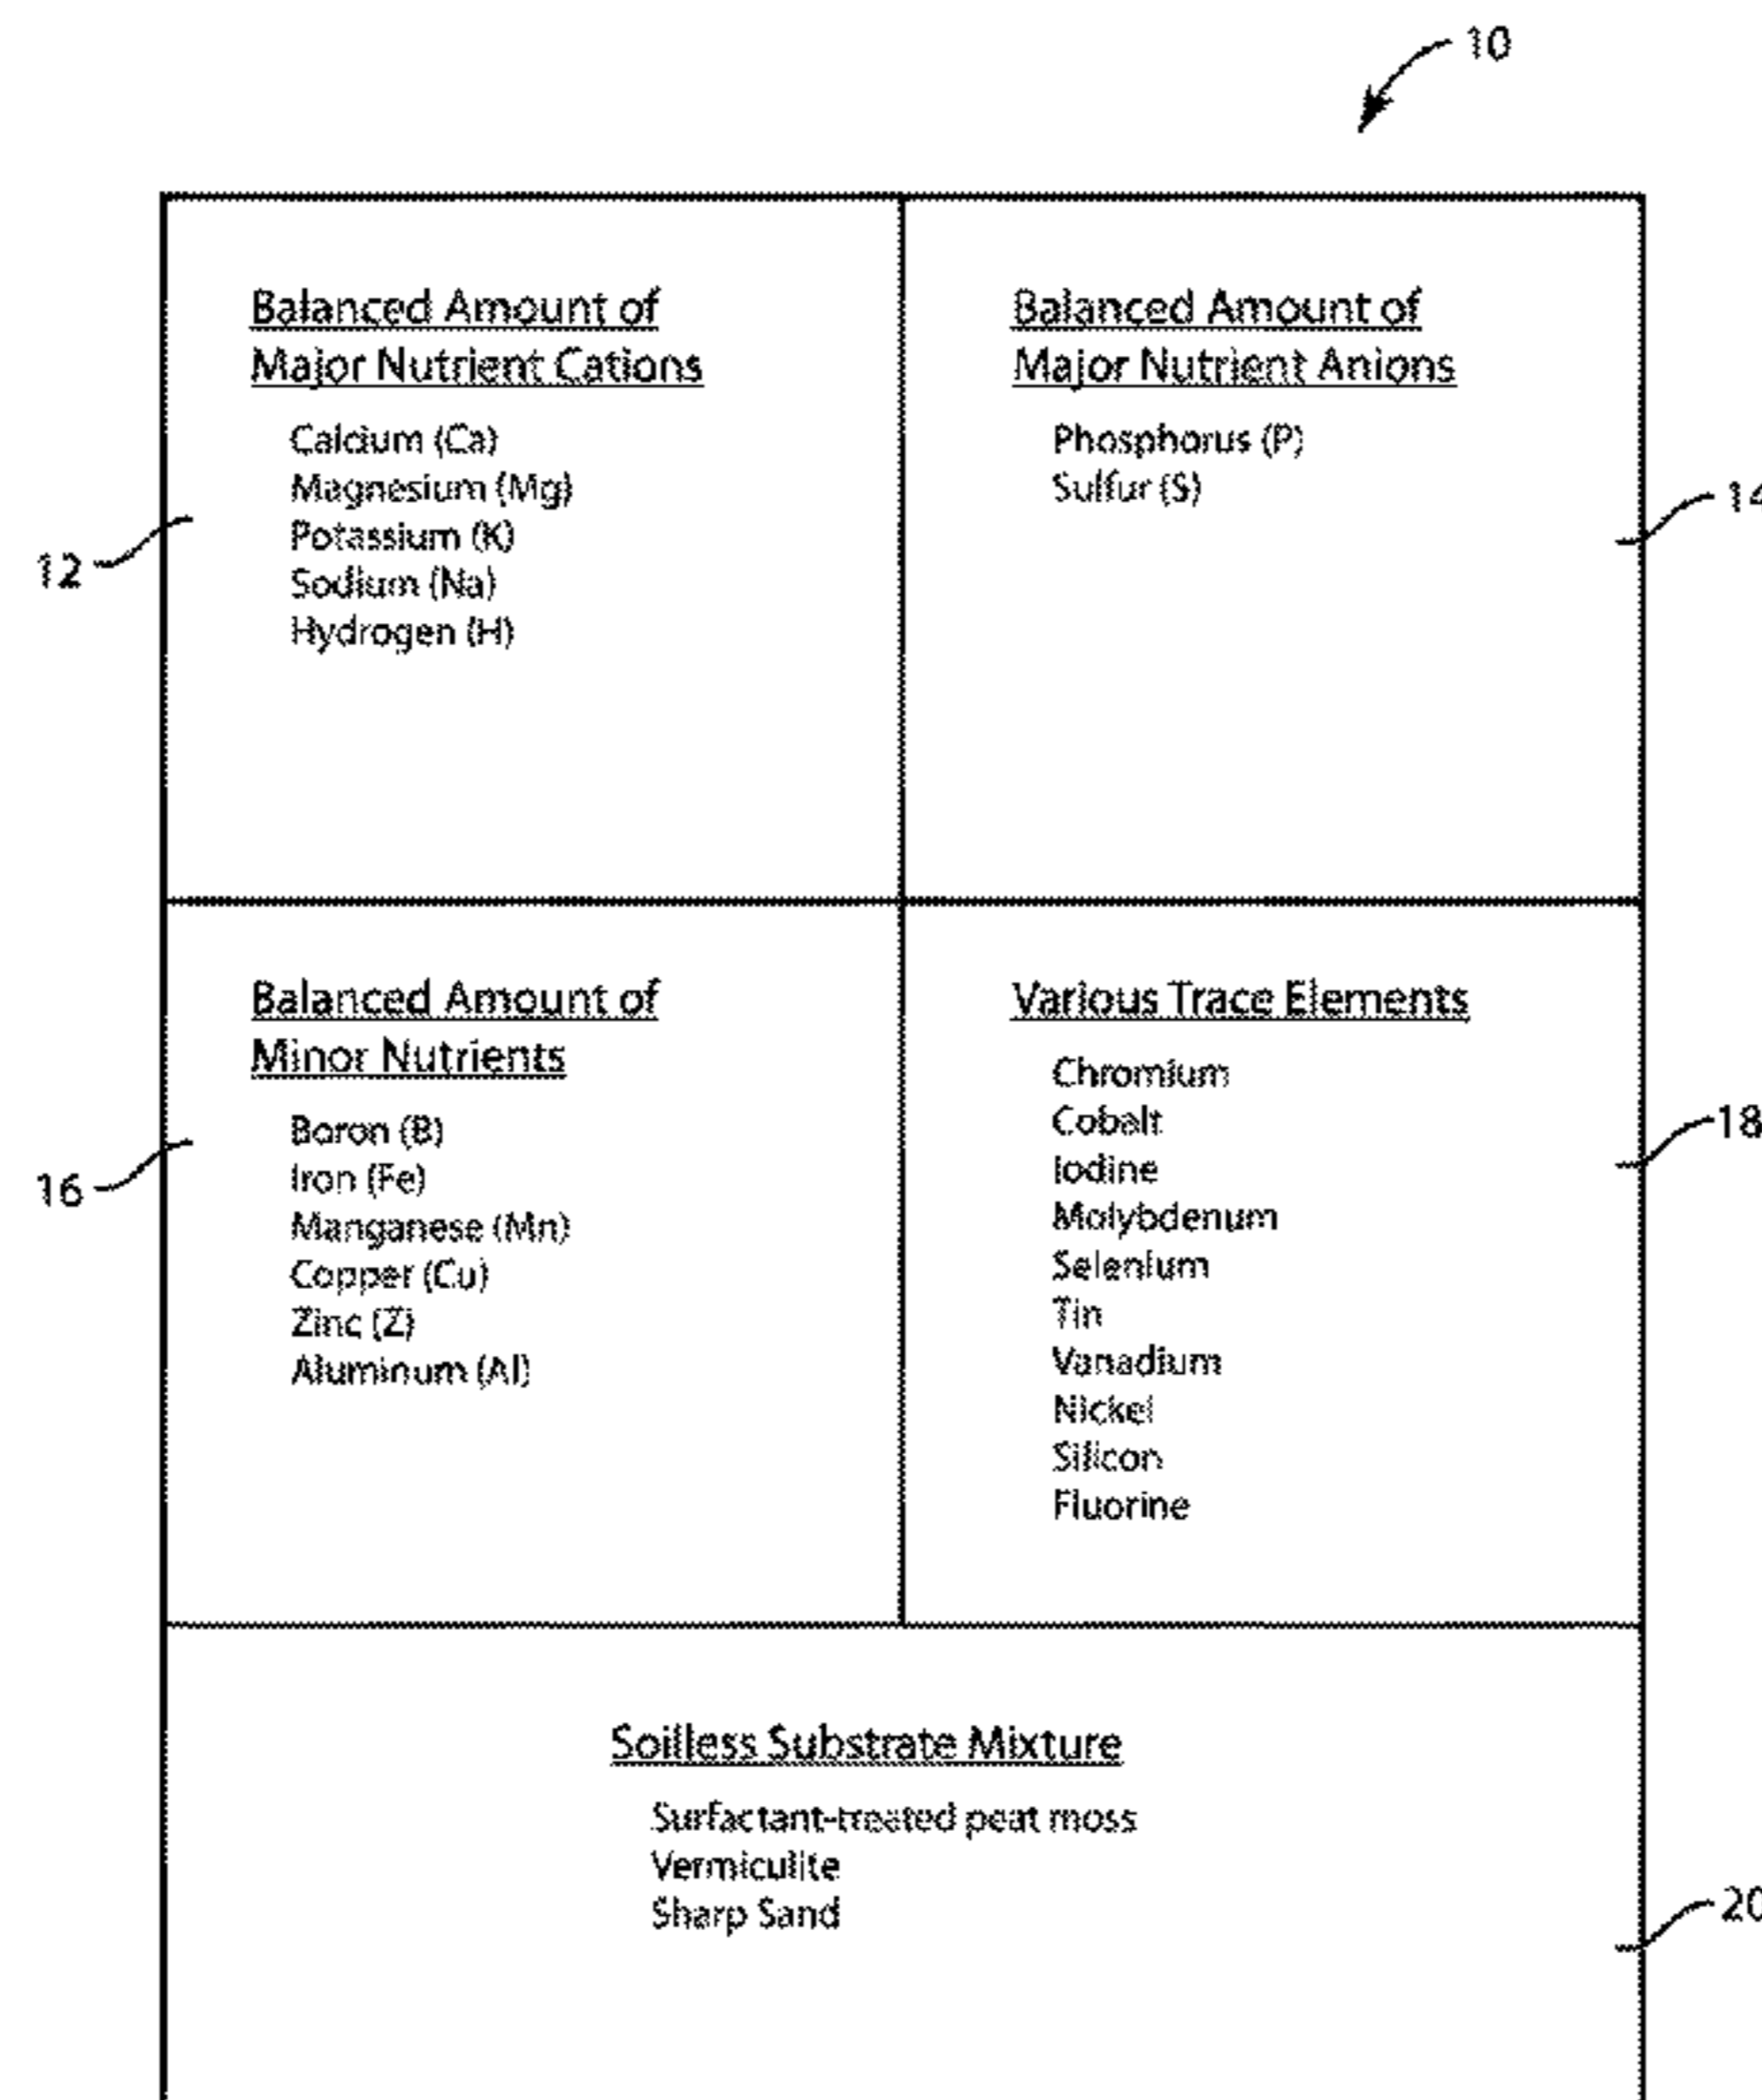 10
Balanced Amount of
Major Nutrient Cations
Calcium (Ca)
Magnesium (Mg)
Potassium (K)
Sodium (Na)
Hydrogen (H)
12
Balanced Amount of
Major Nutrient Anions
Phosphorus (P)
Sulfur (S)
14
Balanced Amount of
Minor Nutrients
Boron (B)
Iron (Fe)
Manganese (Mn)
Copper (Cu)
Zinc (Z)
Aluminum (Al)
16
Various Trace Elements
Chromium
Cobalt
Iodine
Molybdenum
Selenium
Tin
Vanadium
Nickel
Silicon
Fluorine
18
Soilless Substrate Mixture
Surfactant-treated peat moss
Vermiculite
Sharp Sand
20